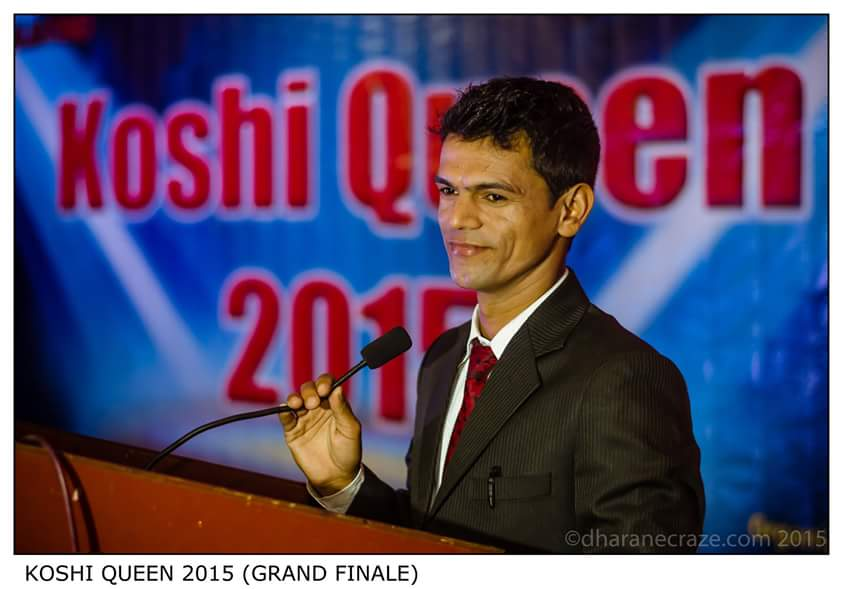 Koshi Queen
2015
©dharanecraze.com 2015
KOSHI QUEEN 2015 (GRAND FINALE)